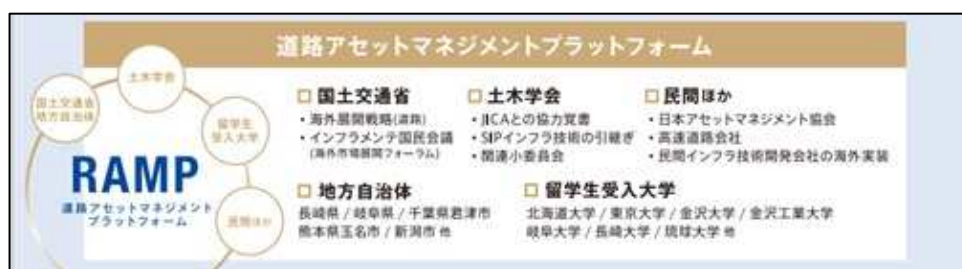 道路アセットマネジメントプラットフォーム
土木学会
国土交通省
地方自治体
留学生
受入大学
RAMP
道路アセットマネジメント
プラットフォーム
民間ほか
□ 国土交通省
・海外展開戦略(道路)
・インフラメンテ国民会議
(海外市場展開フォーラム)
□ 土木学会
・JICAとの協力覚書
・SIPインフラ技術の引継ぎ
・関連小委員会
□ 民間ほか
・日本アセットマネジメント協会
・高速道路会社
・民間インフラ技術開発会社の海外実装
□ 地方自治体
長崎県 / 岐阜県 / 千葉県君津市
熊本県玉名市 / 新潟市 他
□ 留学生受入大学
北海道大学 / 東京大学 / 金沢大学 / 金沢工業大学
岐阜大学 / 長崎大学 / 琉球大学 他